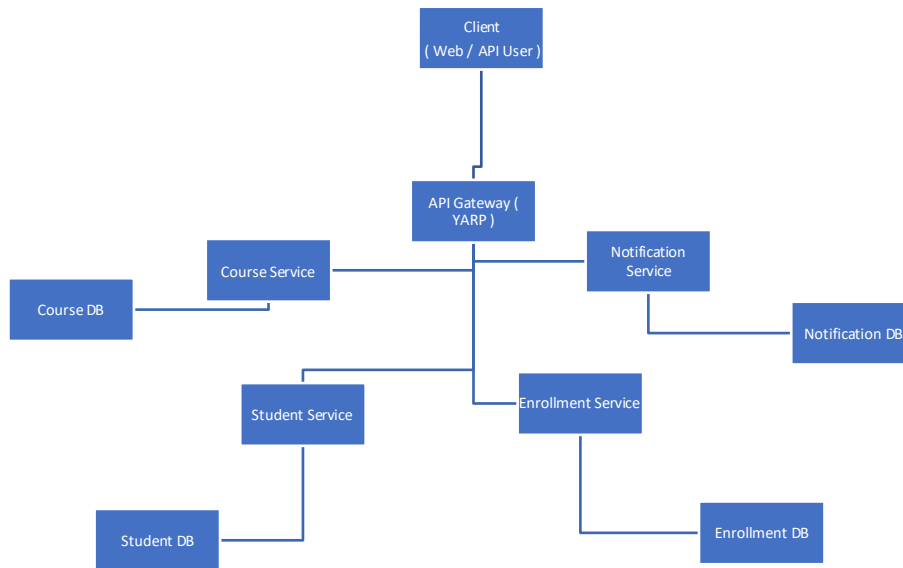 Client
( Web / API User )
API Gateway (
YARP )
Notification
Service
Course Service
Course DB
Notification DB
Student Service
Enrollment Service
Student DB
Enrollment DB